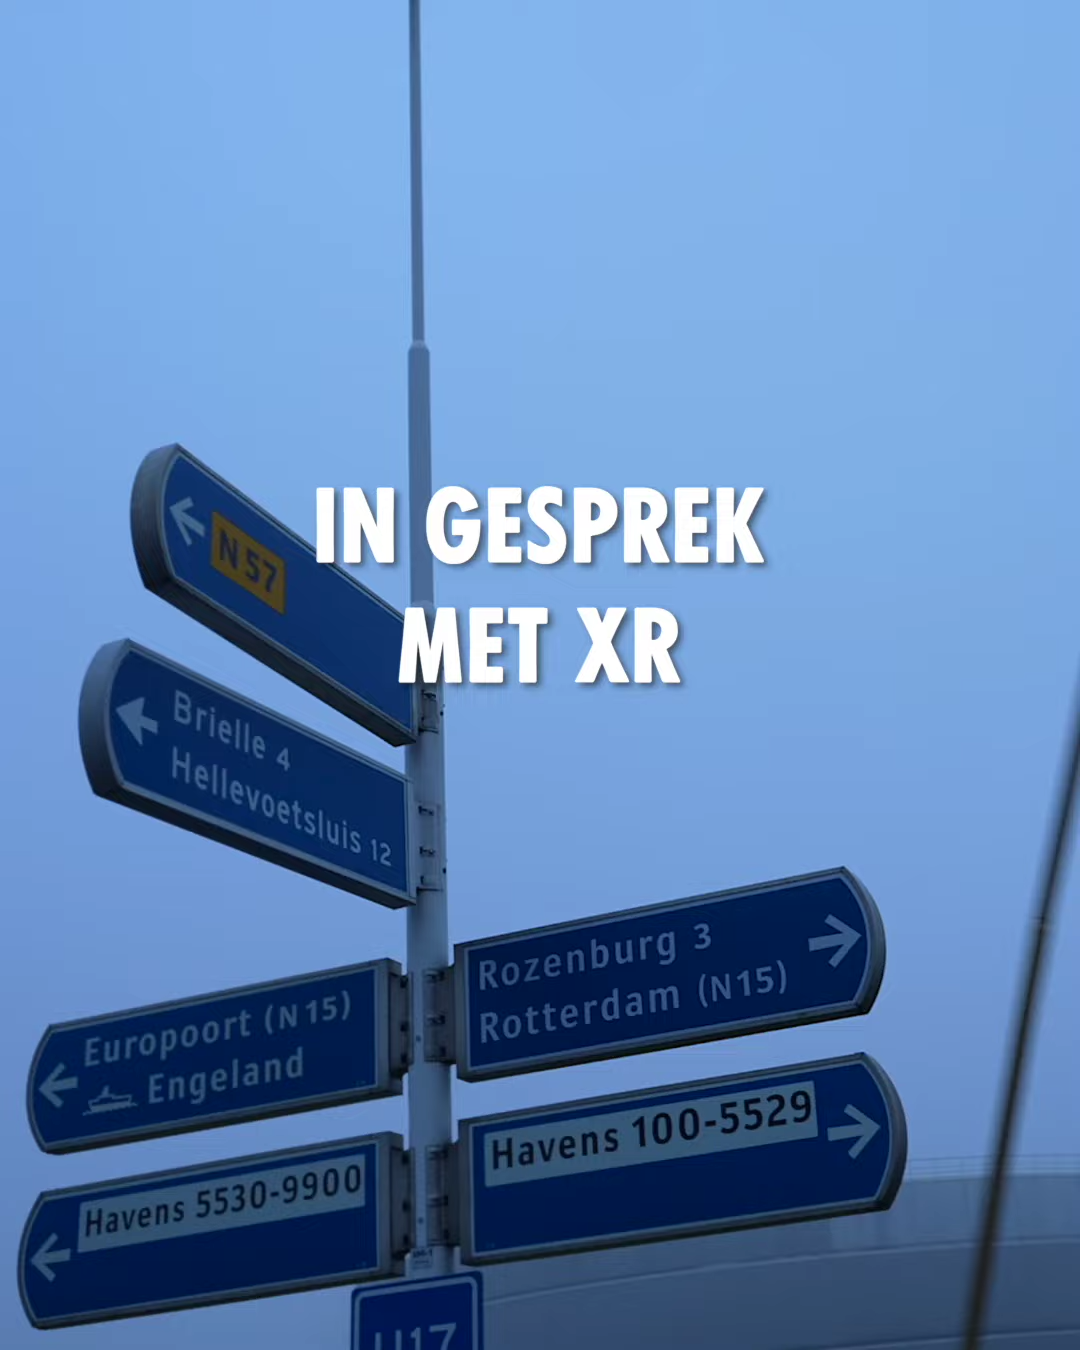 IN GESPREK
MET XR
N57
Brielle 4
Hellevoetsluis 12
Rozenburg 3
Rotterdam (N15)
Europoort (N15)
Engeland
Havens 100-5529
Havens 5530-9900
U17